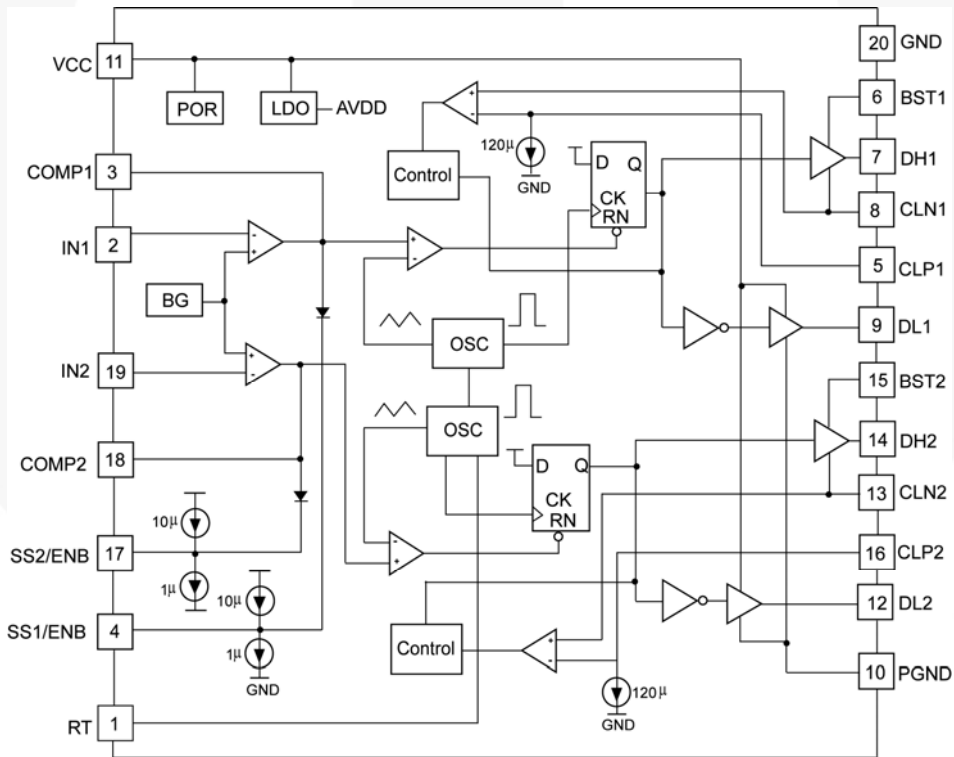 VCC 11
POR
LDO
AVDD
20 GND
6 BST1
+
-
120μ
GND
Control
D Q
CK
RN
7 DH1
COMP1 3
8 CLN1
IN1 2
-
+
+
-
5 CLP1
BG
OSC
9 DL1
IN2 19
+
-
15 BST2
OSC
14 DH2
COMP2 18
D Q
CK
RN
13 CLN2
10μ
SS2/ENB 17
-
+
16 CLP2
1μ
10μ
12 DL2
SS1/ENB 4
Control
+
-
1μ
GND
120μ
GND
10 PGND
RT 1